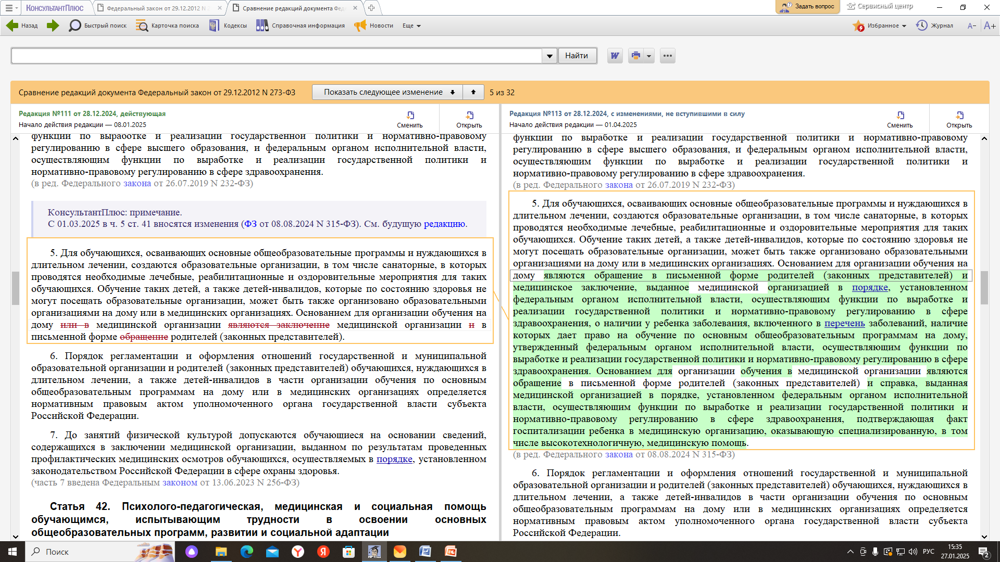 КОНСУЛЬТАНТПЛЮС
Федеральный закон от 29.12.2012 N
Сравнение редакций документа Фед
Задать вопрос
Сервисный центр
Назад
Быстрый поиск
Карточка поиска
Кодексы
Справочная информация
Новости
Еще
Избранное
Журнал
A−
A+
Найти
W
Сравнение редакций документа Федеральный закон от 29.12.2012 N 273-ФЗ
Показать следующее изменение
5 из 32
Редакция №111 от 28.12.2024, действующая
Начало действия редакции — 08.01.2025
Сменить
Открыть
функции по выработке и реализации государственной политики и нормативно-правовому
регулированию в сфере высшего образования, и федеральным органом исполнительной власти,
осуществляющим функции по выработке и реализации государственной политики и
нормативно-правовому регулированию в сфере здравоохранения.
(в ред. Федерального закона от 26.07.2019 N 232-ФЗ)
КонсультантПлюс: примечание.
С 01.03.2025 в ч. 5 ст. 41 вносятся изменения (ФЗ от 08.08.2024 N 315-ФЗ). См. будущую редакцию.
5. Для обучающихся, осваивающих основные общеобразовательные программы и нуждающихся в
длительном лечении, создаются образовательные организации, в том числе санаторные, в которых
проводятся необходимые лечебные, реабилитационные и оздоровительные мероприятия для таких
обучающихся. Обучение таких детей, а также детей-инвалидов, которые по состоянию здоровья не
могут посещать образовательные организации, может быть также организовано образовательными
организациями на дому или в медицинских организациях. Основанием для организации обучения на
дому или в медицинской организации являются заключение медицинской организации и в
письменной форме обращение родителей (законных представителей).
6. Порядок регламентации и оформления отношений государственной и муниципальной
образовательной организации и родителей (законных представителей) обучающихся, нуждающихся в
длительном лечении, а также детей-инвалидов в части организации обучения по основным
общеобразовательным программам на дому или в медицинских организациях определяется
нормативным правовым актом уполномоченного органа государственной власти субъекта
Российской Федерации.
7. До занятий физической культурой допускаются обучающиеся на основании сведений,
содержащихся в заключении медицинской организации, выданном по результатам проведенных
профилактических медицинских осмотров обучающихся, осуществляемых в порядке, установленном
законодательством Российской Федерации в сфере охраны здоровья.
(часть 7 введена Федеральным законом от 13.06.2023 N 256-ФЗ)
Статья 42. Психолого-педагогическая, медицинская и социальная помощь
обучающимся, испытывающим трудности в освоении основных
общеобразовательных программ, развитии и социальной адаптации
Редакция №113 от 28.12.2024, с изменениями, не вступившими в силу
Начало действия редакции — 01.04.2025
Сменить
Открыть
функции по выработке и реализации государственной политики и нормативно-правовому
регулированию в сфере высшего образования, и федеральным органом исполнительной власти,
осуществляющим функции по выработке и реализации государственной политики и
нормативно-правовому регулированию в сфере здравоохранения.
(в ред. Федерального закона от 26.07.2019 N 232-ФЗ)
5. Для обучающихся, осваивающих основные общеобразовательные программы и нуждающихся в
длительном лечении, создаются образовательные организации, в том числе санаторные, в которых
проводятся необходимые лечебные, реабилитационные и оздоровительные мероприятия для таких
обучающихся. Обучение таких детей, а также детей-инвалидов, которые по состоянию здоровья не
могут посещать образовательные организации, может быть также организовано образовательными
организациями на дому или в медицинских организациях. Основанием для организации обучения на
дому являются обращение в письменной форме родителей (законных представителей) и
медицинское заключение, выданное медицинской организацией в порядке, установленном
федеральным органом исполнительной власти, осуществляющим функции по выработке и
реализации государственной политики и нормативно-правовому регулированию в сфере
здравоохранения, о наличии у ребенка заболевания, включенного в перечень заболеваний, наличие
которых дает право на обучение по основным общеобразовательным программам на дому,
утвержденный федеральным органом исполнительной власти, осуществляющим функции по
выработке и реализации государственной политики и нормативно-правовому регулированию в сфере
здравоохранения. Основанием для организации обучения в медицинской организации являются
обращение в письменной форме родителей (законных представителей) и справка, выданная
медицинской организацией в порядке, установленном федеральным органом исполнительной
власти, осуществляющим функции по выработке и реализации государственной политики и
нормативно-правовому регулированию в сфере здравоохранения, подтверждающая факт
госпитализации ребенка в медицинскую организацию, оказывающую специализированную, в том
числе высокотехнологичную, медицинскую помощь.
(в ред. Федерального закона от 08.08.2024 N 315-ФЗ)
6. Порядок регламентации и оформления отношений государственной и муниципальной
образовательной организации и родителей (законных представителей) обучающихся, нуждающихся в
длительном лечении, а также детей-инвалидов в части организации обучения по основным
общеобразовательным программам на дому или в медицинских организациях определяется
нормативным правовым актом уполномоченного органа государственной власти субъекта
Российской Федерации.
Поиск
РУС
15:35
27.01.2025
2